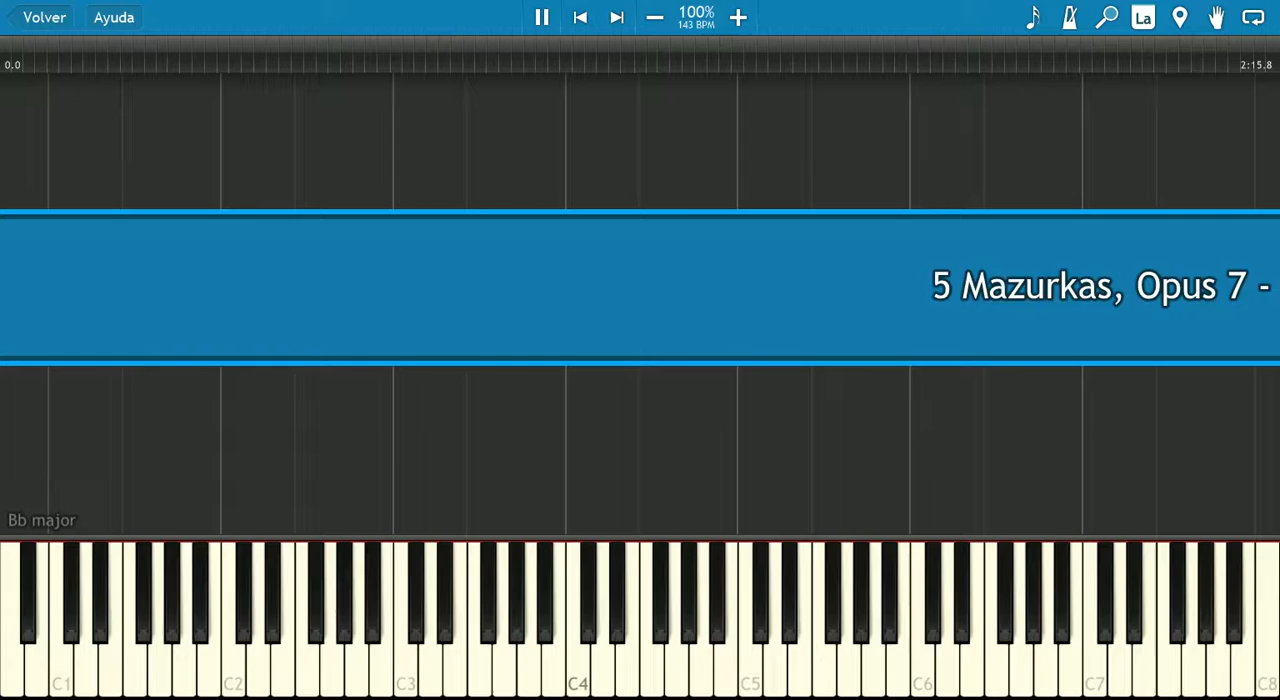 Volver Ayuda 100% La
143 BPM
0.0 2:15.8
5 Mazurkas, Opus 7 -
Bb major
C1 C2 C3 C4 C5 C6 C7 C8